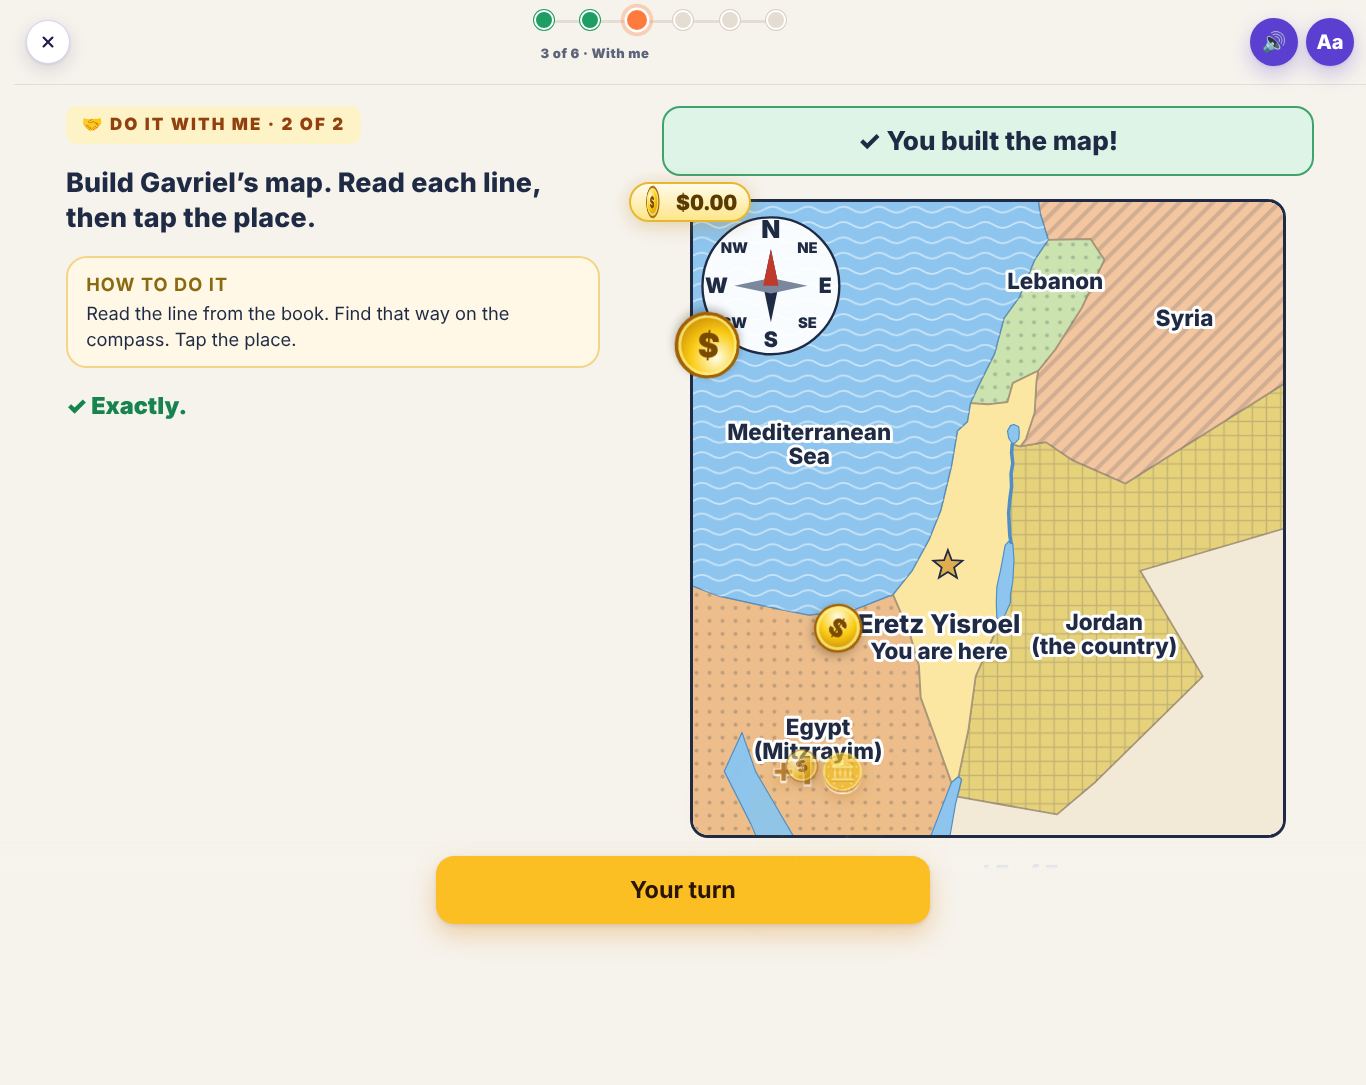 3 of 6 · With me
Aa
🤝 DO IT WITH ME · 2 OF 2
Build Gavriel’s map. Read each line,
then tap the place.
HOW TO DO IT
Read the line from the book. Find that way on the
compass. Tap the place.
✓ Exactly.
✓ You built the map!
$0.00
N
NW
NE
W
E
SE
S
$
Lebanon
Syria
Mediterranean
Sea
$
Eretz Yisroel
You are here
Jordan
(the country)
Egypt
(Mitzrayim)
Your turn